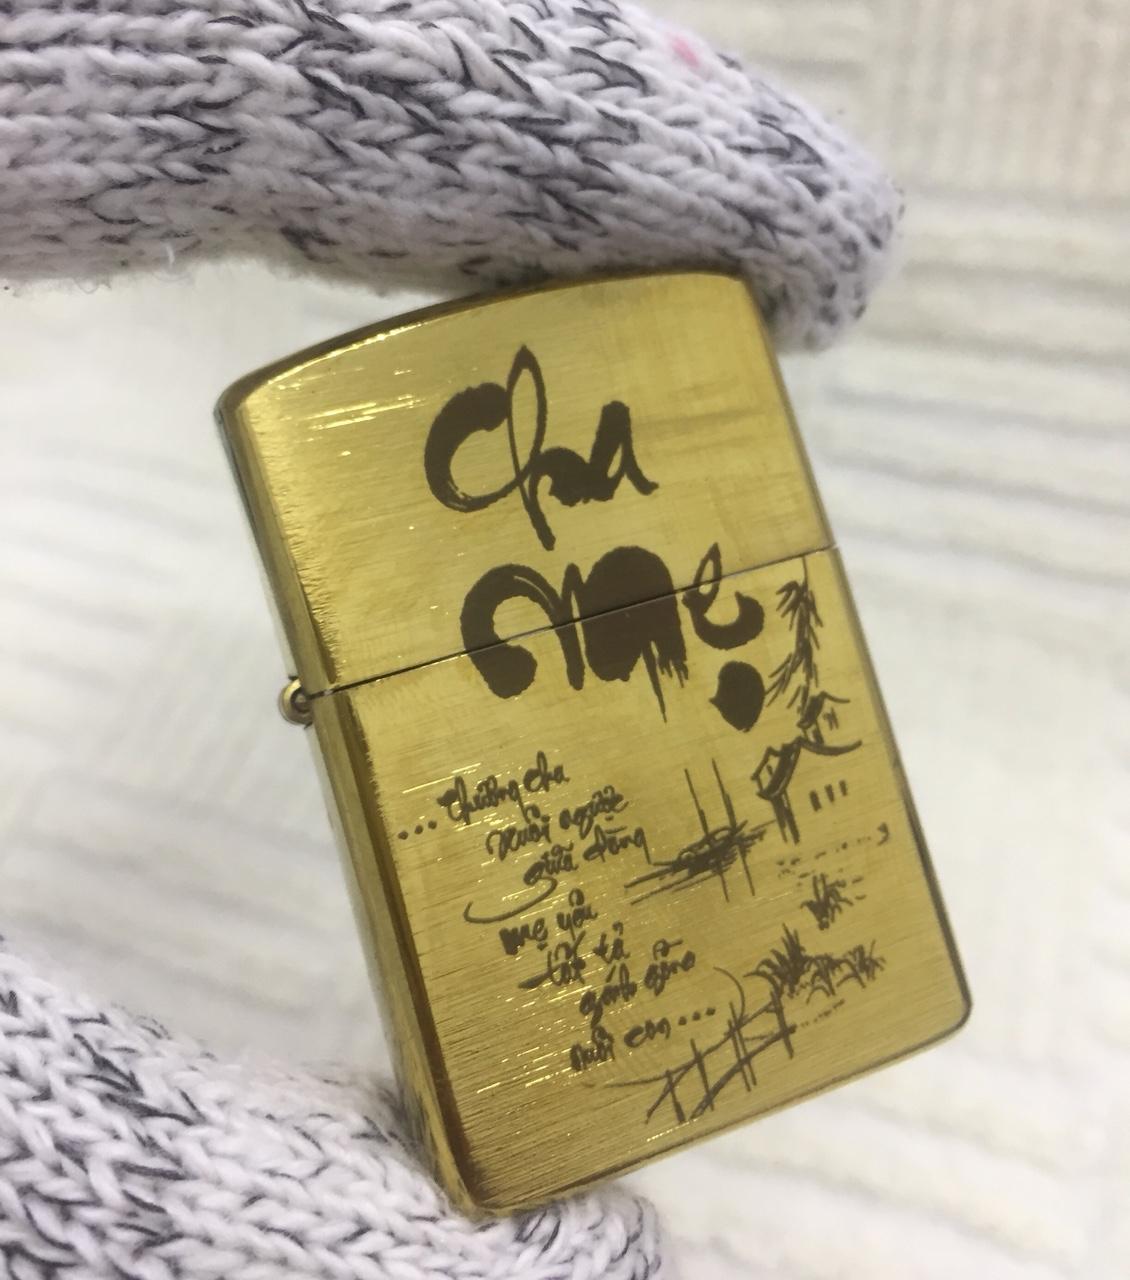 Cha
mẹ
...Thương cha
xuôi ngược
giữa dòng
mẹ yêu
tất tả
gánh gồng
nuôi con...